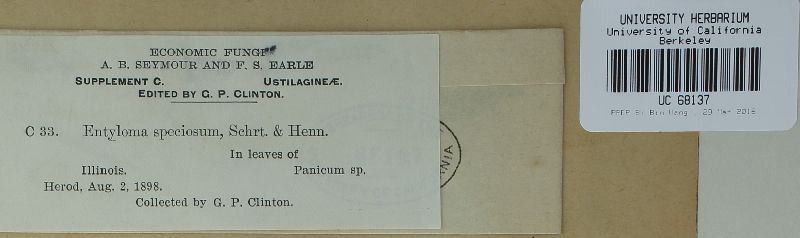 ECONOMIC FUNGI
A. B. SEYMOUR AND F. S. EARLE
SUPPLEMENT C. USTILAGINEÆ.
EDITED BY G. P. CLINTON.
C 33. Entyloma speciosum, Schrt. & Henn.
In leaves of
Illinois. Panicum sp.
Herod, Aug. 2, 1898.
Collected by G. P. Clinton.
UNIVERSITY HERBARIUM
University of California
Berkeley
UC 68137